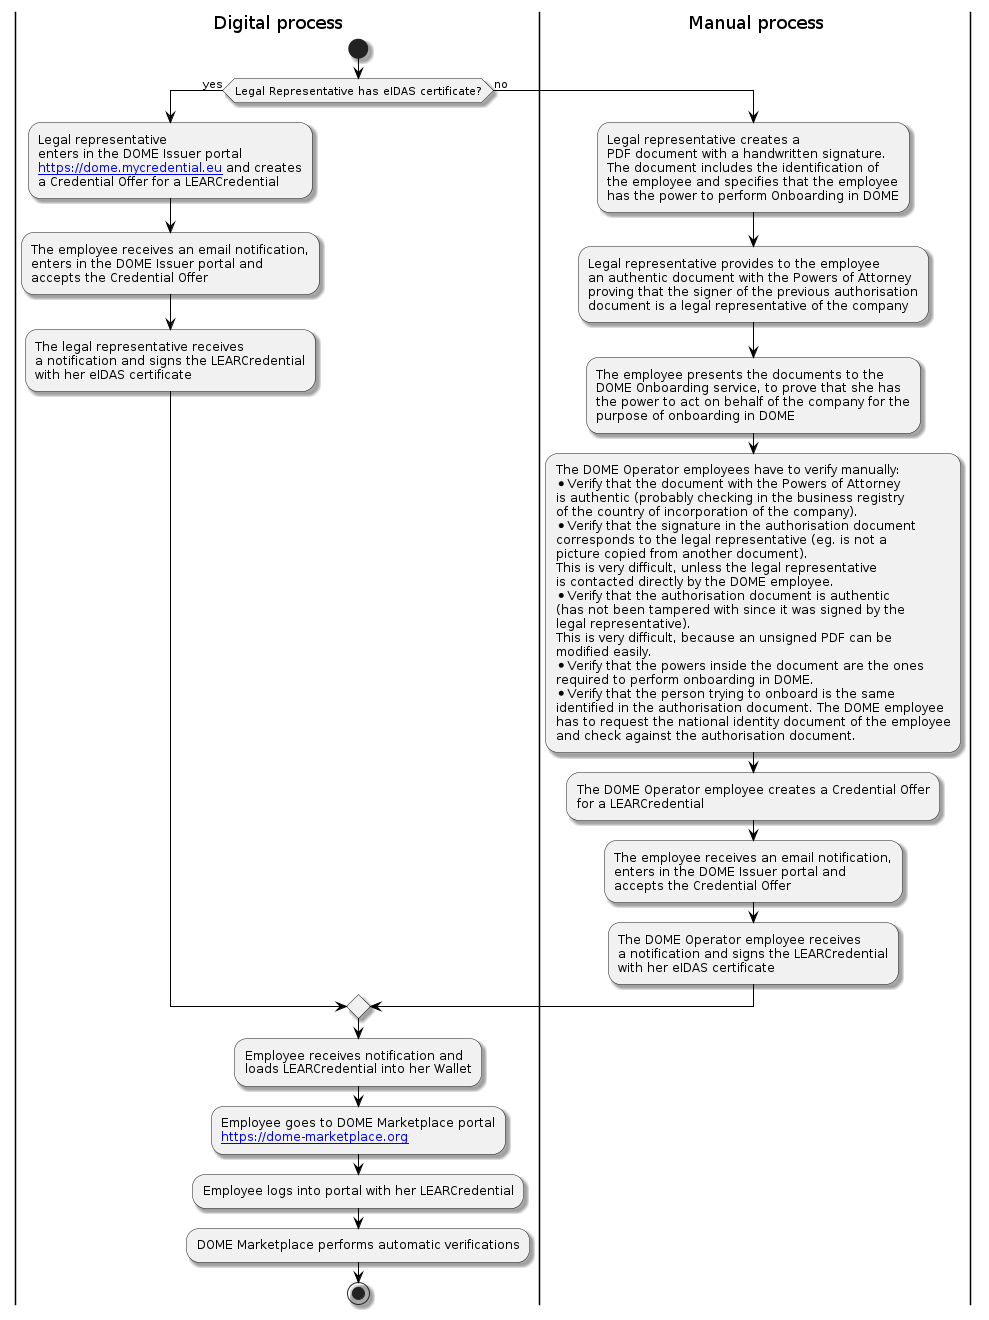 Digital process
Manual process
Legal Representative has eIDAS certificate?
yes
no
Legal representative
enters in the DOME Issuer portal
https://dome.mycredential.eu and creates
a Credential Offer for a LEARCredential
The employee receives an email notification,
enters in the DOME Issuer portal and
accepts the Credential Offer
The legal representative receives
a notification and signs the LEARCredential
with her eIDAS certificate
Legal representative creates a
PDF document with a handwritten signature.
The document includes the identification of
the employee and specifies that the employee
has the power to perform Onboarding in DOME
Legal representative provides to the employee
an authentic document with the Powers of Attorney
proving that the signer of the previous authorisation
document is a legal representative of the company
The employee presents the documents to the
DOME Onboarding service, to prove that she has
the power to act on behalf of the company for the
purpose of onboarding in DOME
The DOME Operator employees have to verify manually:
• Verify that the document with the Powers of Attorney
is authentic (probably checking in the business registry
of the country of incorporation of the company).
• Verify that the signature in the authorisation document
corresponds to the legal representative (eg. is not a
picture copied from another document).
This is very difficult, unless the legal representative
is contacted directly by the DOME employee.
• Verify that the authorisation document is authentic
(has not been tampered with since it was signed by the
legal representative).
This is very difficult, because an unsigned PDF can be
modified easily.
• Verify that the powers inside the document are the ones
required to perform onboarding in DOME.
• Verify that the person trying to onboard is the same
identified in the authorisation document. The DOME employee
has to request the national identity document of the employee
and check against the authorisation document.
The DOME Operator employee creates a Credential Offer
for a LEARCredential
The employee receives an email notification,
enters in the DOME Issuer portal and
accepts the Credential Offer
The DOME Operator employee receives
a notification and signs the LEARCredential
with her eIDAS certificate
Employee receives notification and
loads LEARCredential into her Wallet
Employee goes to DOME Marketplace portal
https://dome-marketplace.org
Employee logs into portal with her LEARCredential
DOME Marketplace performs automatic verifications